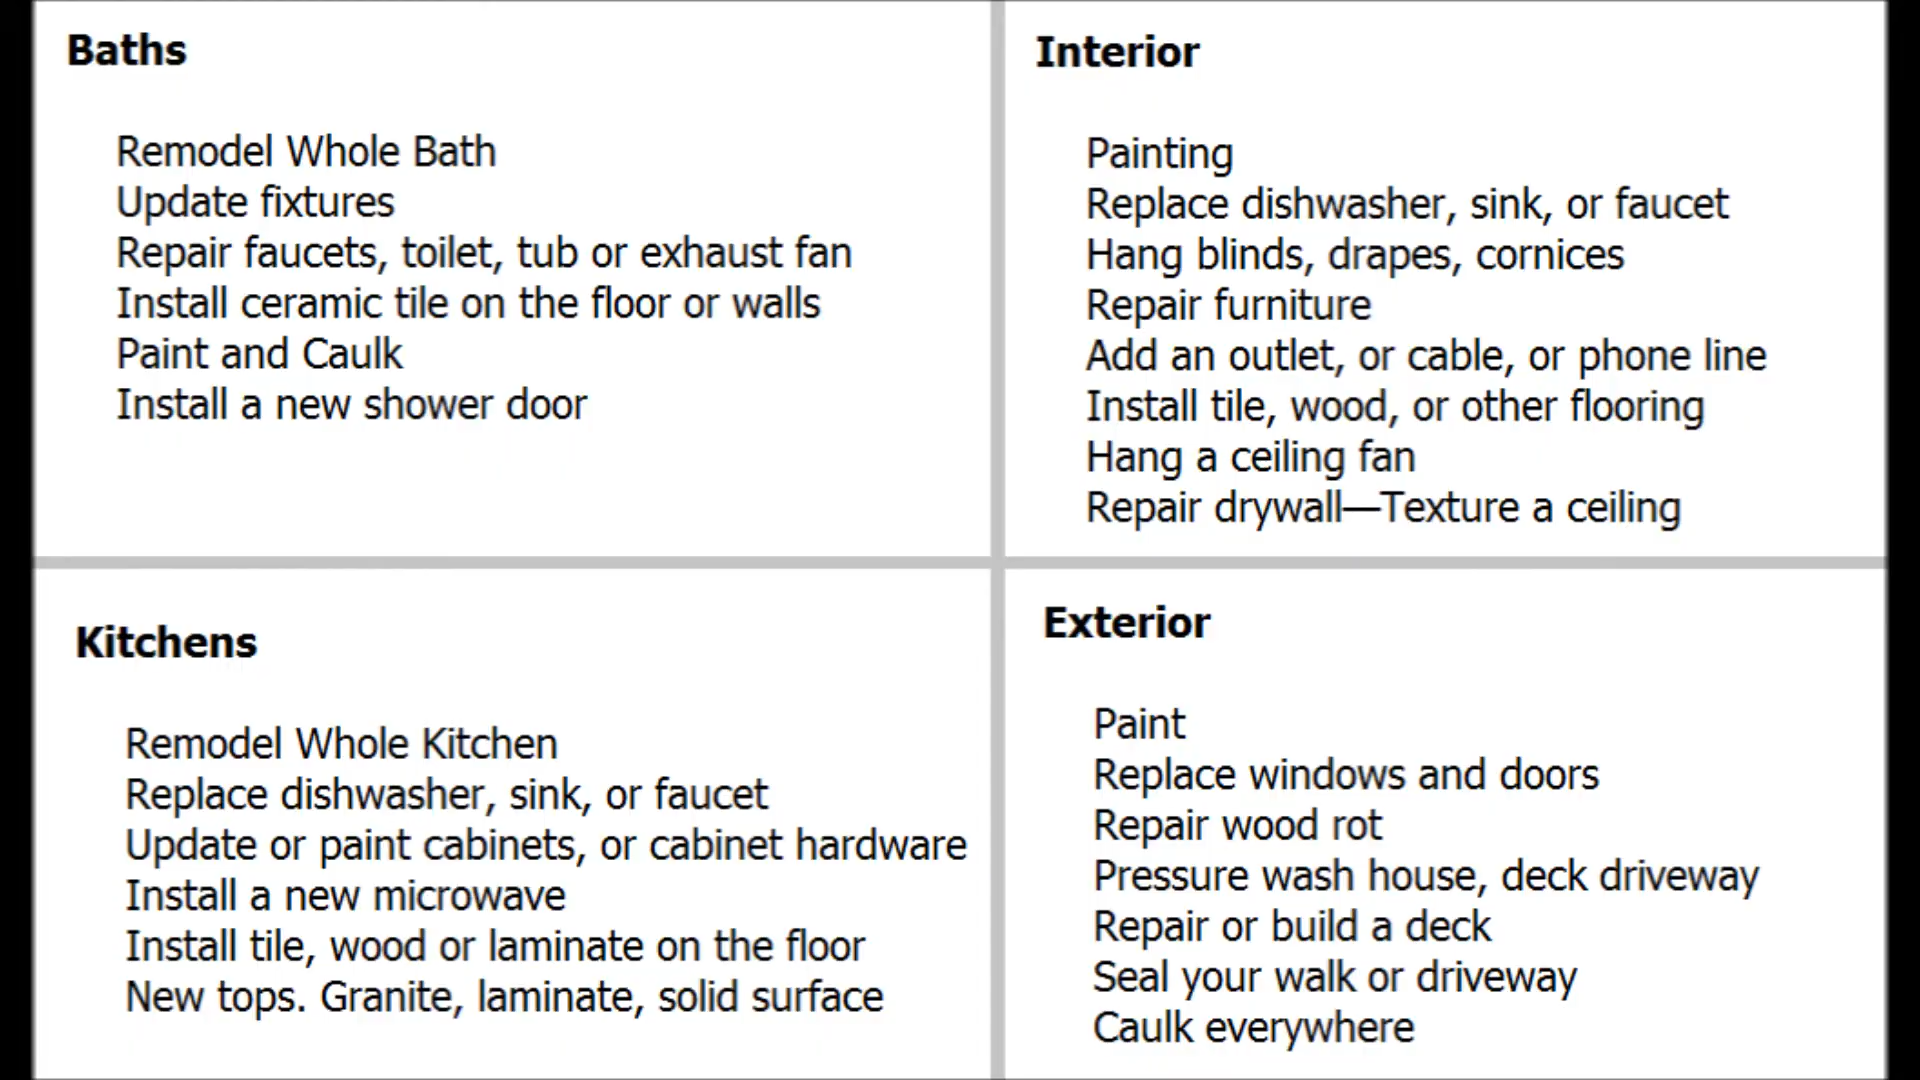 Baths
Remodel Whole Bath
Update fixtures
Repair faucets, toilet, tub or exhaust fan
Install ceramic tile on the floor or walls
Paint and Caulk
Install a new shower door
Interior
Painting
Replace dishwasher, sink, or faucet
Hang blinds, drapes, cornices
Repair furniture
Add an outlet, or cable, or phone line
Install tile, wood, or other flooring
Hang a ceiling fan
Repair drywall—Texture a ceiling
Kitchens
Remodel Whole Kitchen
Replace dishwasher, sink, or faucet
Update or paint cabinets, or cabinet hardware
Install a new microwave
Install tile, wood or laminate on the floor
New tops. Granite, laminate, solid surface
Exterior
Paint
Replace windows and doors
Repair wood rot
Pressure wash house, deck driveway
Repair or build a deck
Seal your walk or driveway
Caulk everywhere